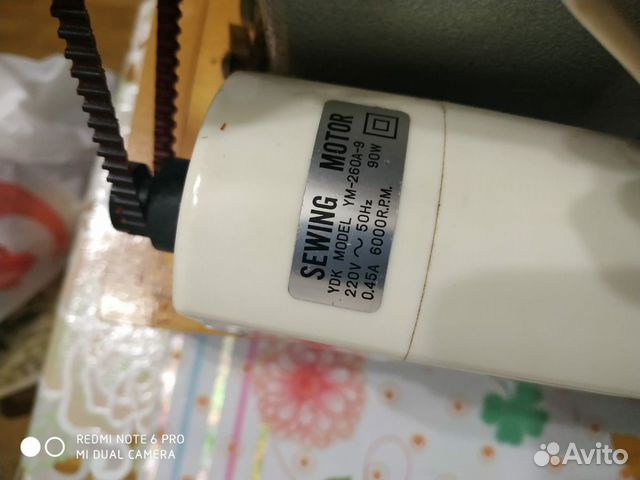 SEWING MOTOR
YDK MODEL YM-260A-9
220V ~ 50Hz 90W
0.45A 6000R.P.M.
REDMI NOTE 6 PRO
MI DUAL CAMERA
Avito